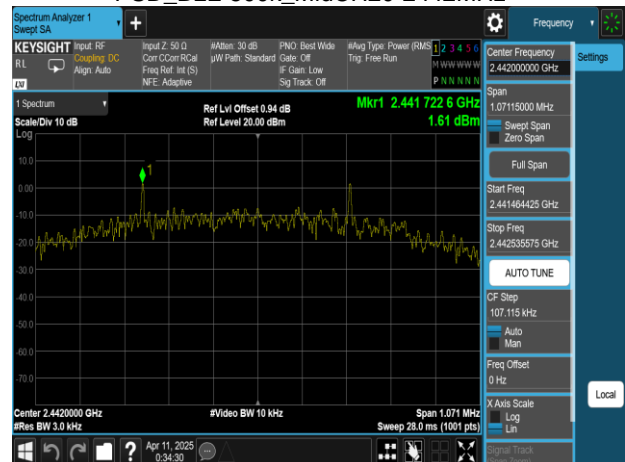 Spectrum Analyzer 1
Swept SA
Frequency
KEYSIGHT
RL
LXI
Input: RF
Coupling: DC
Align: Auto
Input Z: 50 Ω
Corr CCorr RCal
Freq Ref: Int (S)
NFE: Adaptive
#Atten: 30 dB
µW Path: Standard
PNO: Best Wide
Gate: Off
IF Gain: Low
Sig Track: Off
#Avg Type: Power (RMS
Trig: Free Run
1 2 3 4 5 6
M W W W W W
P N N N N N
1 Spectrum
Scale/Div 10 dB
Log
Ref Lvl Offset 0.94 dB
Ref Level 20.00 dBm
Mkr1 2.441 722 6 GHz
1.61 dBm
1
10.0
0.00
-10.0
-20.0
-30.0
-40.0
-50.0
-60.0
-70.0
Center 2.4420000 GHz
#Res BW 3.0 kHz
#Video BW 10 kHz
Span 1.071 MHz
Sweep 28.0 ms (1001 pts)
Center Frequency
2.442000000 GHz
Settings
Span
1.07115000 MHz
Swept Span
Zero Span
Full Span
Start Freq
2.441464425 GHz
Stop Freq
2.442535575 GHz
AUTO TUNE
CF Step
107.115 kHz
Auto
Man
Freq Offset
0 Hz
X Axis Scale
Log
Lin
Local
Signal Track
Apr 11, 2025
0:34:30